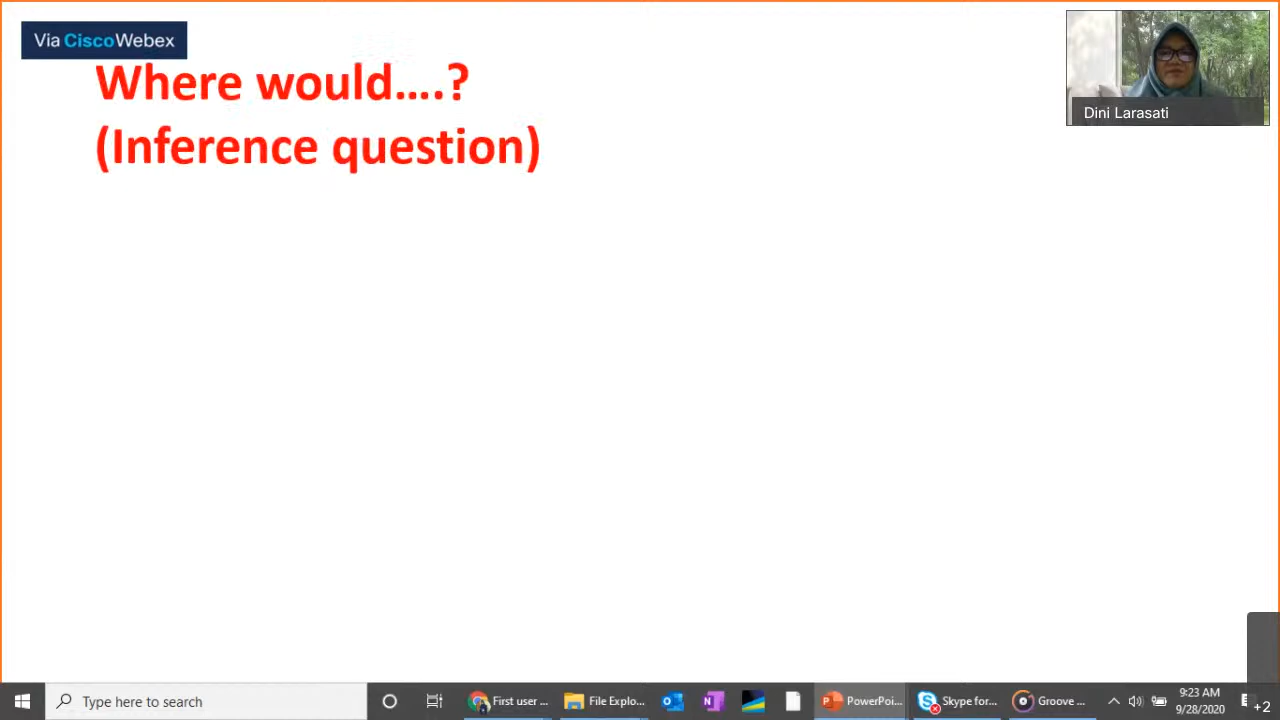 Via CiscoWebex
Where would....?
(Inference question)
Dini Larasati
Type here to search
First user ...
File Explo...
PowerPoi...
Skype for...
Groove ...
9:23 AM
9/28/2020
+2